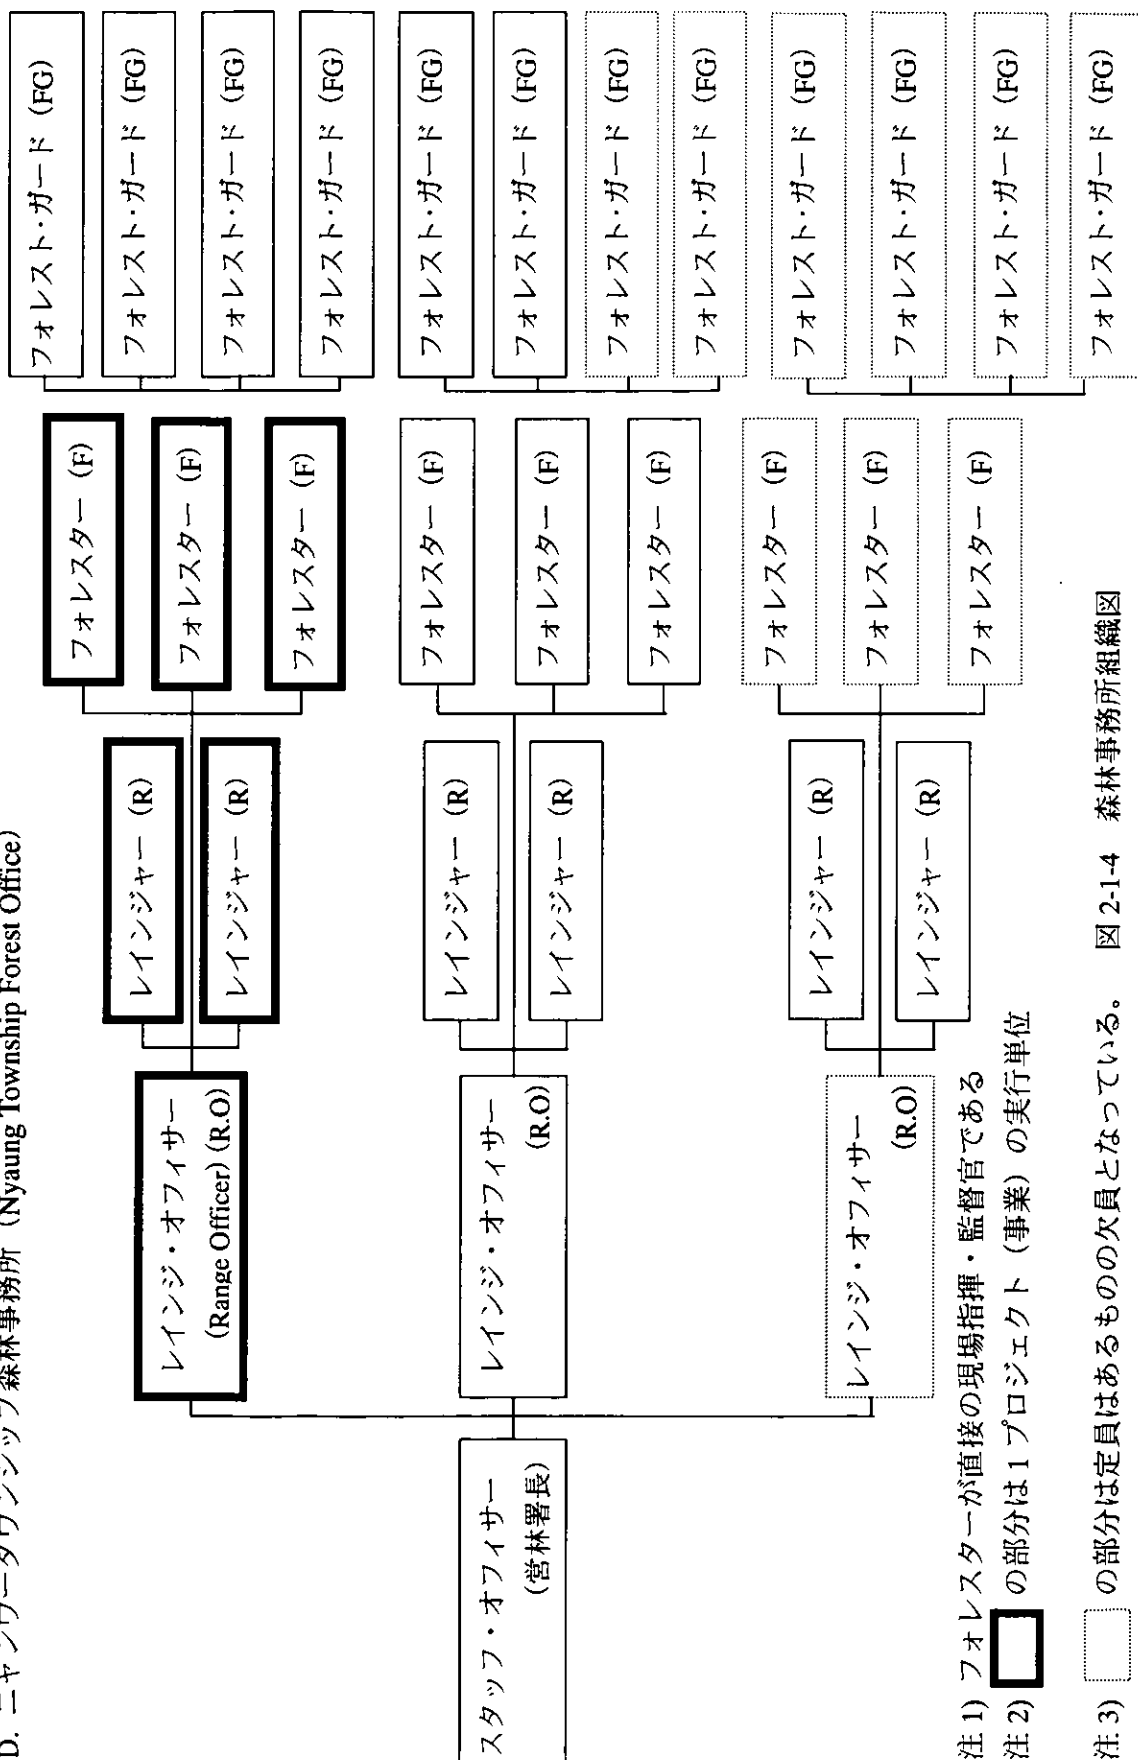 D. ニャンウータウンシップ森林事務所 (Nyaung Township Forest Office)
スタッフ・オフィサー
(営林署長)
レインジ・オフィサー
(Range Officer) (R.O)
レインジャー (R)
レインジャー (R)
フォレスター (F)
フォレスター (F)
フォレスター (F)
フォレスト・ガード (FG)
フォレスト・ガード (FG)
フォレスト・ガード (FG)
フォレスト・ガード (FG)
レインジ・オフィサー
(R.O)
レインジャー (R)
レインジャー (R)
フォレスター (F)
フォレスター (F)
フォレスター (F)
フォレスト・ガード (FG)
フォレスト・ガード (FG)
フォレスト・ガード (FG)
フォレスト・ガード (FG)
レインジ・オフィサー
(R.O)
レインジャー (R)
レインジャー (R)
フォレスター (F)
フォレスター (F)
フォレスター (F)
フォレスト・ガード (FG)
フォレスト・ガード (FG)
フォレスト・ガード (FG)
フォレスト・ガード (FG)
注1) フォレスターが直接の現場指揮・監督官である
注2) の部分は1プロジェクト(事業)の実行単位
注3) の部分は定員はあるものの欠員となっている。
図 2-1-4 森林事務所組織図